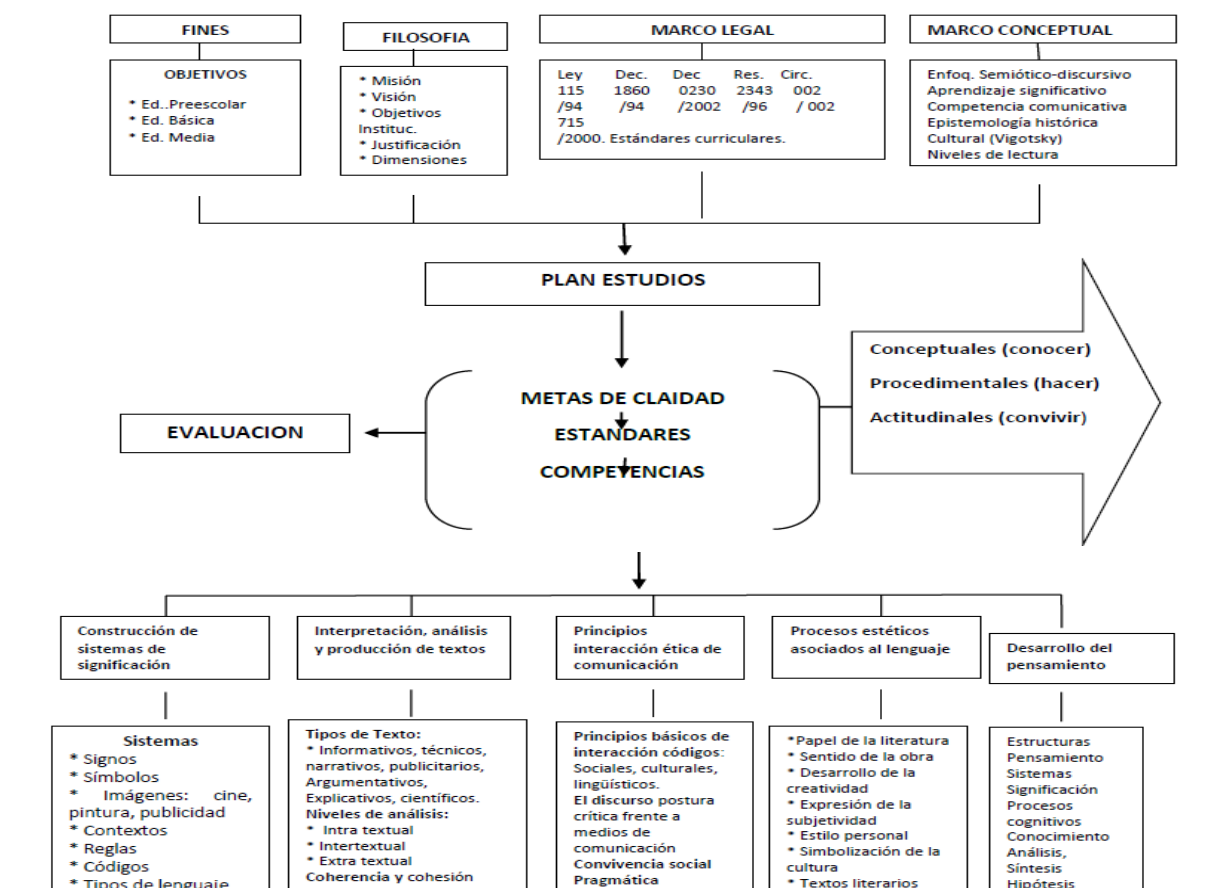 FINES
OBJETIVOS
* Ed..Preescolar
* Ed. Básica
* Ed. Media
FILOSOFIA
* Misión
* Visión
* Objetivos
Instituc.
* Justificación
* Dimensiones
MARCO LEGAL
Ley Dec. Dec Res. Circ.
115 1860 0230 2343 002
/94 /94 /2002 /96 / 002
715
/2000. Estándares curriculares.
MARCO CONCEPTUAL
Enfoq. Semiótico-discursivo
Aprendizaje significativo
Competencia comunicativa
Epistemología histórica
Cultural (Vigotsky)
Niveles de lectura
PLAN ESTUDIOS
METAS DE CLAIDAD
ESTANDARES
COMPETENCIAS
EVALUACION
Conceptuales (conocer)
Procedimentales (hacer)
Actitudinales (convivir)
Construcción de
sistemas de
significación
Interpretación, análisis
y producción de textos
Principios
interacción ética de
comunicación
Procesos estéticos
asociados al lenguaje
Desarrollo del
pensamiento
Sistemas
* Signos
* Símbolos
* Imágenes: cine,
pintura, publicidad
* Contextos
* Reglas
* Códigos
* Tipos de lenguaje
Tipos de Texto:
* Informativos, técnicos,
narrativos, publicitarios,
Argumentativos,
Explicativos, científicos.
Niveles de análisis:
* Intra textual
* Intertextual
* Extra textual
Coherencia y cohesión
Principios básicos de
interacción códigos:
Sociales, culturales,
lingüísticos.
El discurso postura
crítica frente a
medios de
comunicación
Convivencia social
Pragmática
*Papel de la literatura
* Sentido de la obra
* Desarrollo de la
creatividad
* Expresión de la
subjetividad
* Estilo personal
* Simbolización de la
cultura
* Textos literarios
Estructuras
Pensamiento
Sistemas
Significación
Procesos
cognitivos
Conocimiento
Análisis,
Síntesis
Hipótesis